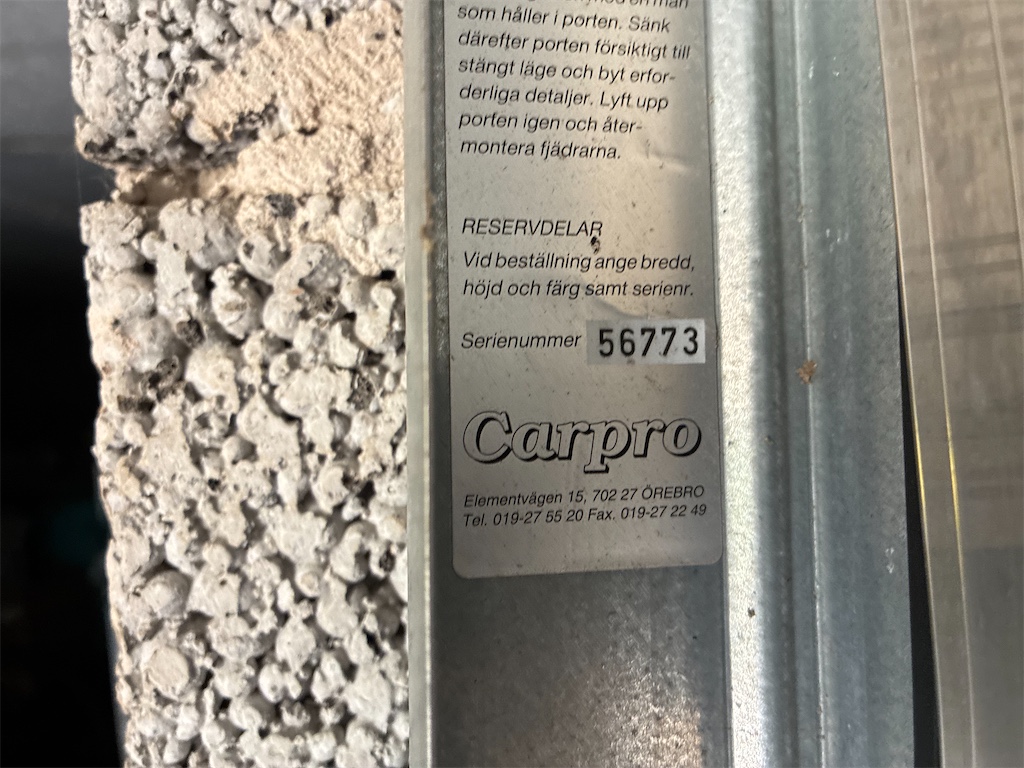 som håller i porten. Sänk
därefter porten försiktigt till
stängt läge och byt erfor-
derliga detaljer. Lyft upp
porten igen och åter-
montera fjädrarna.
RESERVDELAR
Vid beställning ange bredd,
höjd och färg samt serienr.
Serienummer 56773
Carpro
Elementvägen 15, 702 27 ÖREBRO
Tel. 019-27 55 20 Fax. 019-27 22 49